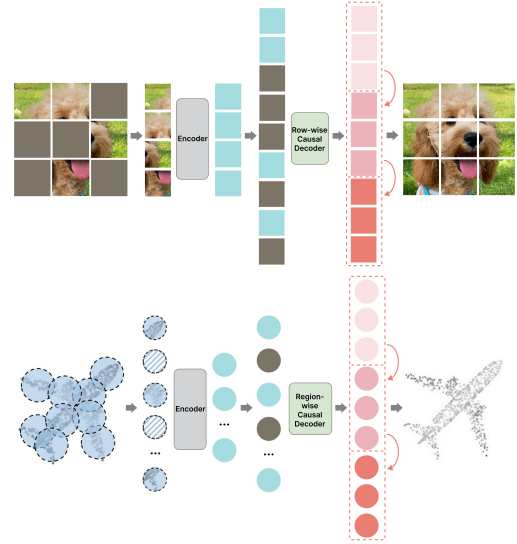 Encoder
Row-wise
Causal
Decoder
Encoder
Region-
wise
Causal
Decoder
...
...
...